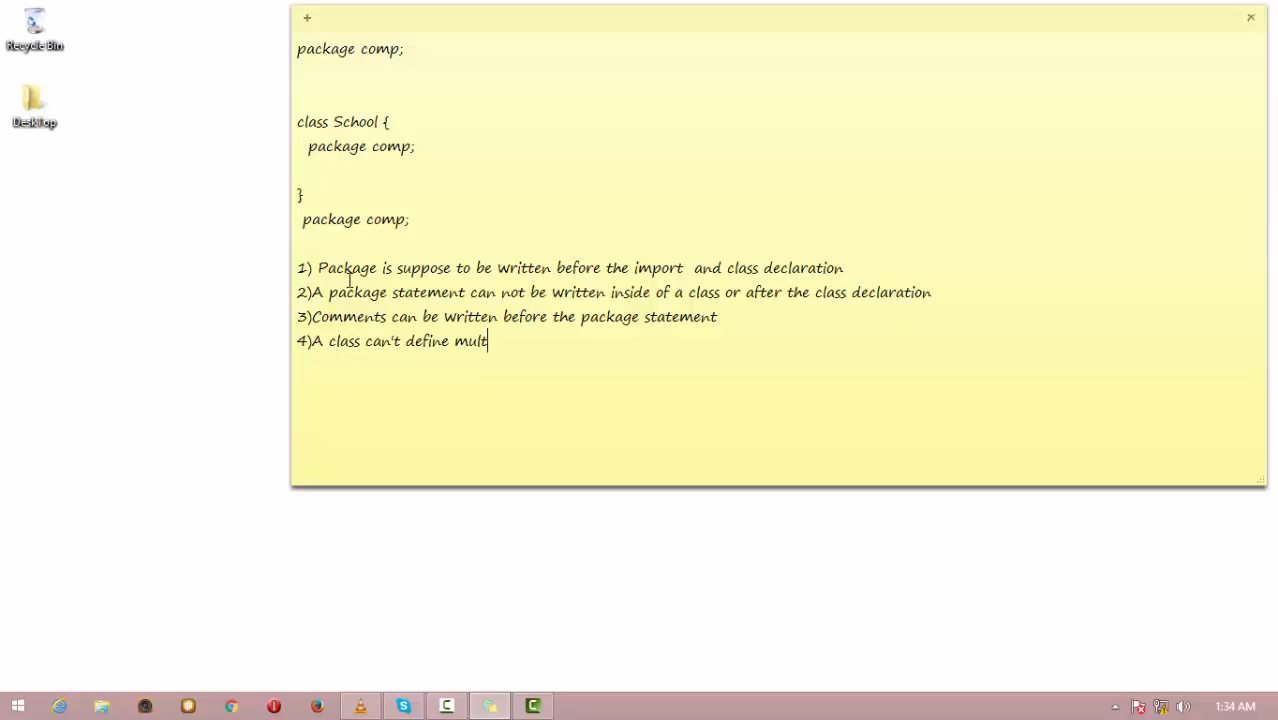 Recycle Bin
DeskTop
+
×
package comp;
class School {
package comp;
}
package comp;
1) Package is suppose to be written before the import  and class declaration
2)A package statement can not be written inside of a class or after the class declaration
3)Comments can be written before the package statement
4)A class can't define mult
1:34 AM